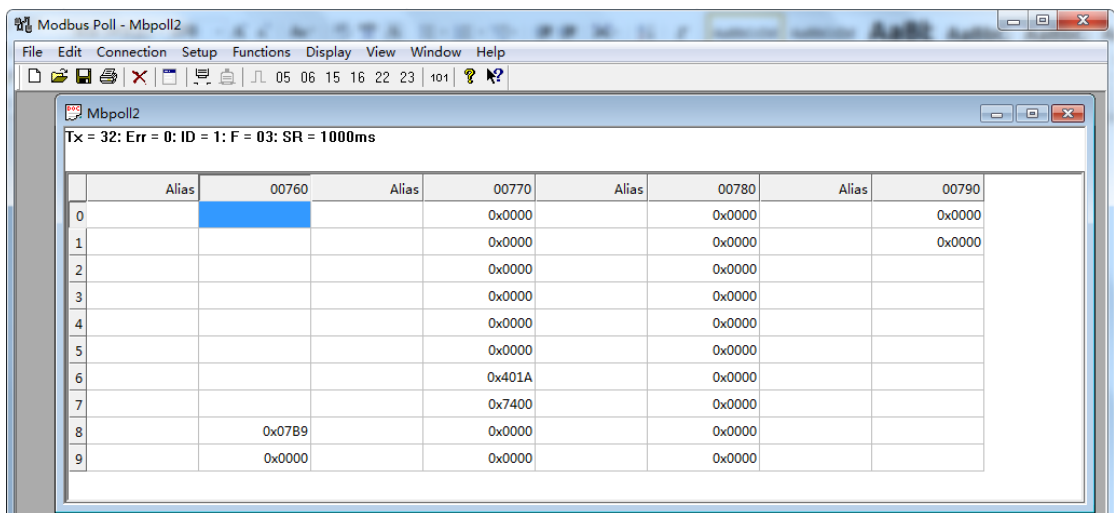 Modbus Poll - Mbpoll2
File Edit Connection Setup Functions Display View Window Help
05 06 15 16 22 23 101
Mbpoll2
Tx = 32: Err = 0: ID = 1: F = 03: SR = 1000ms
Alias 00760 Alias 00770 Alias 00780 Alias 00790
0 0x0000 0x0000 0x0000
1 0x0000 0x0000 0x0000
2 0x0000 0x0000
3 0x0000 0x0000
4 0x0000 0x0000
5 0x0000 0x0000
6 0x401A 0x0000
7 0x7400 0x0000
8 0x07B9 0x0000 0x0000
9 0x0000 0x0000 0x0000